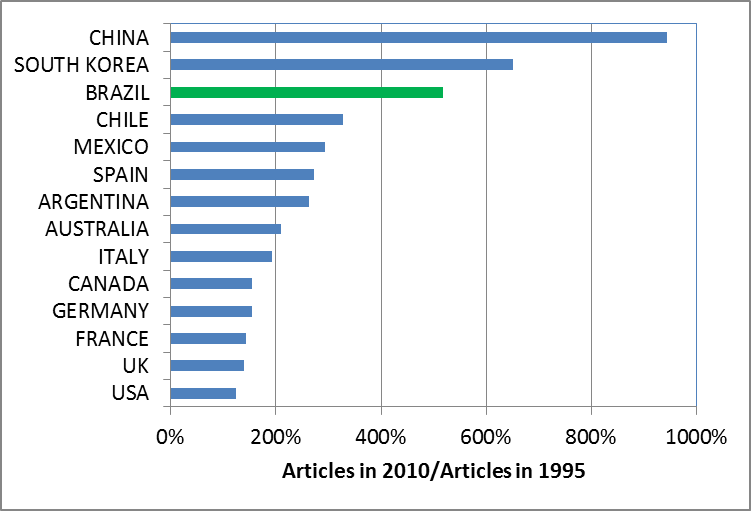 CHINA
SOUTH KOREA
BRAZIL
CHILE
MEXICO
SPAIN
ARGENTINA
AUSTRALIA
ITALY
CANADA
GERMANY
FRANCE
UK
USA
0% 200% 400% 600% 800% 1000%
Articles in 2010/Articles in 1995